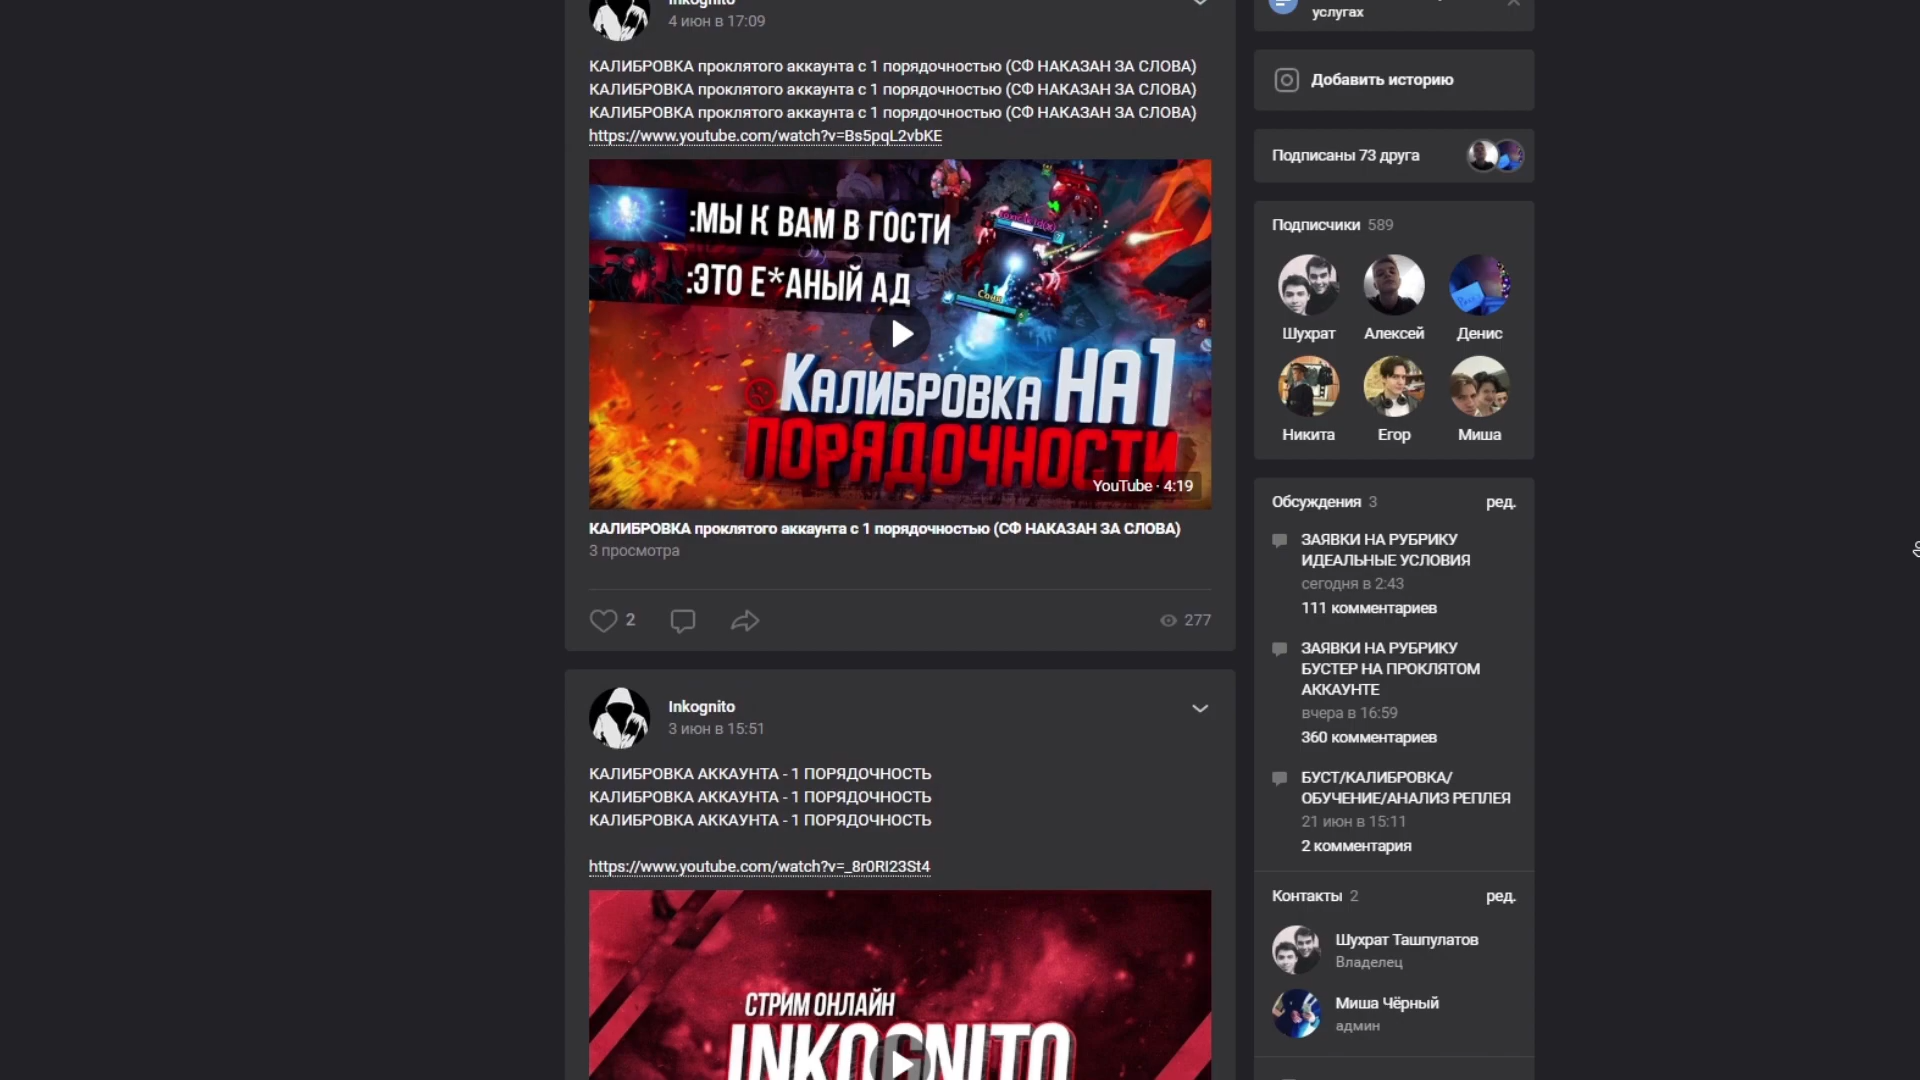 Inkognito
4 июн в 17:09
КАЛИБРОВКА проклятого аккаунта с 1 порядочностью (СФ НАКАЗАН ЗА СЛОВА)
КАЛИБРОВКА проклятого аккаунта с 1 порядочностью (СФ НАКАЗАН ЗА СЛОВА)
КАЛИБРОВКА проклятого аккаунта с 1 порядочностью (СФ НАКАЗАН ЗА СЛОВА)
https://www.youtube.com/watch?v=Bs5pqL2vbKE
:МЫ К ВАМ В ГОСТИ
:ЭТО Е*АНЫЙ АД
КАЛИБРОВКА НА 1
ПОРЯДОЧНОСТИ
YouTube · 4:19
КАЛИБРОВКА проклятого аккаунта с 1 порядочностью (СФ НАКАЗАН ЗА СЛОВА)
3 просмотра
2
277
Inkognito
3 июн в 15:51
КАЛИБРОВКА АККАУНТА - 1 ПОРЯДОЧНОСТЬ
КАЛИБРОВКА АККАУНТА - 1 ПОРЯДОЧНОСТЬ
КАЛИБРОВКА АККАУНТА - 1 ПОРЯДОЧНОСТЬ
https://www.youtube.com/watch?v=_8r0RI23St4
СТРИМ ОНЛАЙН
INKOGNITO
услугах
Добавить историю
Подписаны 73 друга
Подписчики 589
Шухрат
Алексей
Денис
Никита
Егор
Миша
Обсуждения 3
ред.
ЗАЯВКИ НА РУБРИКУ
ИДЕАЛЬНЫЕ УСЛОВИЯ
сегодня в 2:43
111 комментариев
ЗАЯВКИ НА РУБРИКУ
БУСТЕР НА ПРОКЛЯТОМ
АККАУНТЕ
вчера в 16:59
360 комментариев
БУСТ/КАЛИБРОВКА/
ОБУЧЕНИЕ/АНАЛИЗ РЕПЛЕЯ
21 июн в 15:11
2 комментария
Контакты 2
ред.
Шухрат Ташпулатов
Владелец
Миша Чёрный
админ